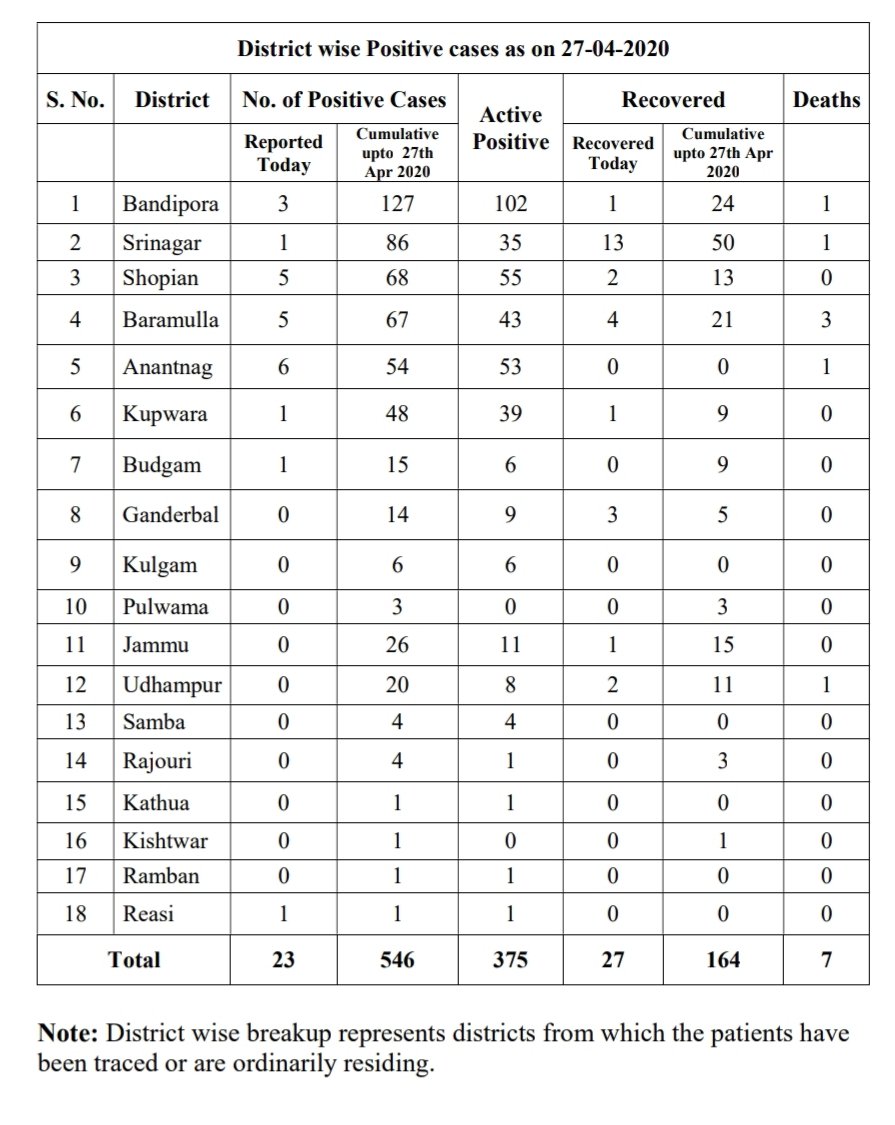 District wise Positive cases as on 27-04-2020
S. No. District No. of Positive Cases Active Positive Recovered Deaths
Reported Today Cumulative upto 27th Apr 2020 Recovered Today Cumulative upto 27th Apr 2020
1 Bandipora 3 127 102 1 24 1
2 Srinagar 1 86 35 13 50 1
3 Shopian 5 68 55 2 13 0
4 Baramulla 5 67 43 4 21 3
5 Anantnag 6 54 53 0 0 1
6 Kupwara 1 48 39 1 9 0
7 Budgam 1 15 6 0 9 0
8 Ganderbal 0 14 9 3 5 0
9 Kulgam 0 6 6 0 0 0
10 Pulwama 0 3 0 0 3 0
11 Jammu 0 26 11 1 15 0
12 Udhampur 0 20 8 2 11 1
13 Samba 0 4 4 0 0 0
14 Rajouri 0 4 1 0 3 0
15 Kathua 0 1 1 0 0 0
16 Kishtwar 0 1 0 0 1 0
17 Ramban 0 1 1 0 0 0
18 Reasi 1 1 1 0 0 0
Total 23 546 375 27 164 7
Note: District wise breakup represents districts from which the patients have
been traced or are ordinarily residing.